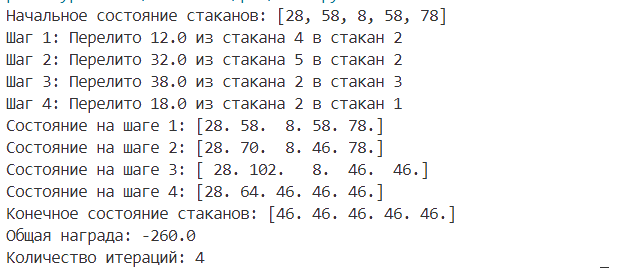 Начальное состояние стаканов: [28, 58, 8, 58, 78]
Шаг 1: Перелито 12.0 из стакана 4 в стакан 2
Шаг 2: Перелито 32.0 из стакана 5 в стакан 2
Шаг 3: Перелито 38.0 из стакана 2 в стакан 3
Шаг 4: Перелито 18.0 из стакана 2 в стакан 1
Состояние на шаге 1: [28. 58.  8. 58. 78.]
Состояние на шаге 2: [28. 70.  8. 46. 78.]
Состояние на шаге 3: [ 28. 102.   8.  46.  46.]
Состояние на шаге 4: [28. 64. 46. 46. 46.]
Конечное состояние стаканов: [46. 46. 46. 46. 46.]
Общая награда: -260.0
Количество итераций: 4